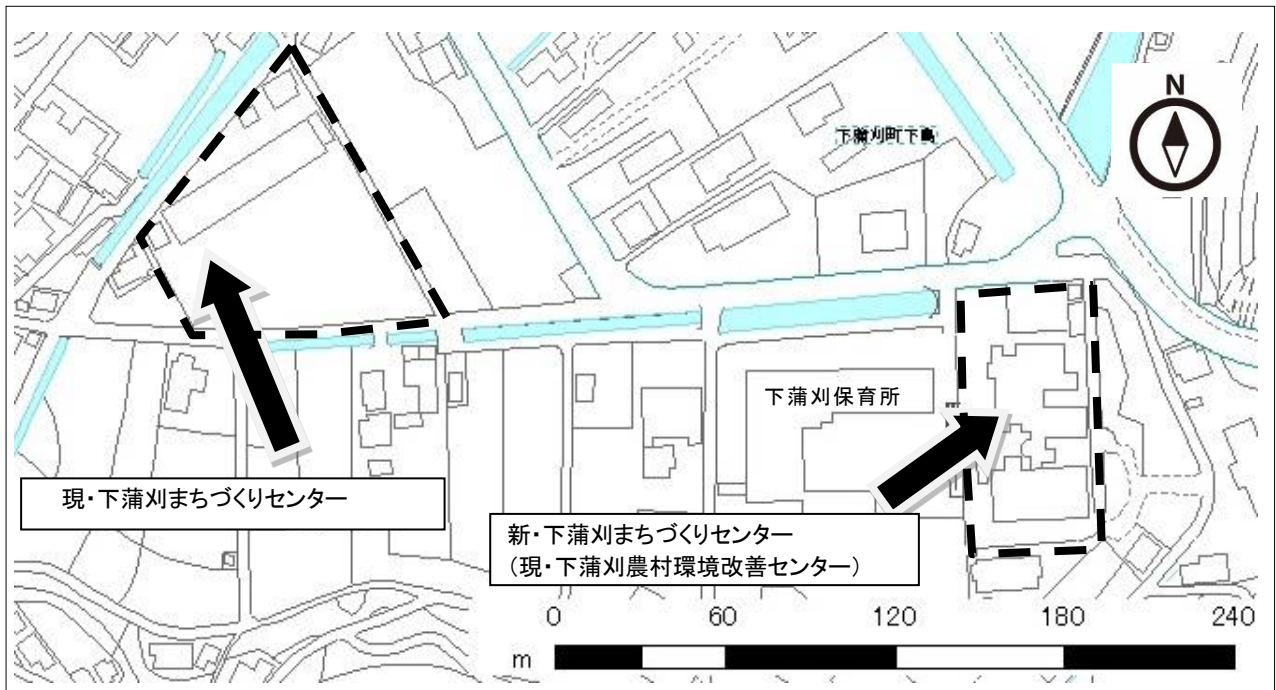 N
下蒲刈町下島
下蒲刈保育所
現・下蒲刈まちづくりセンター
新・下蒲刈まちづくりセンター
(現・下蒲刈農村環境改善センター)
0 60 120 180 240
m